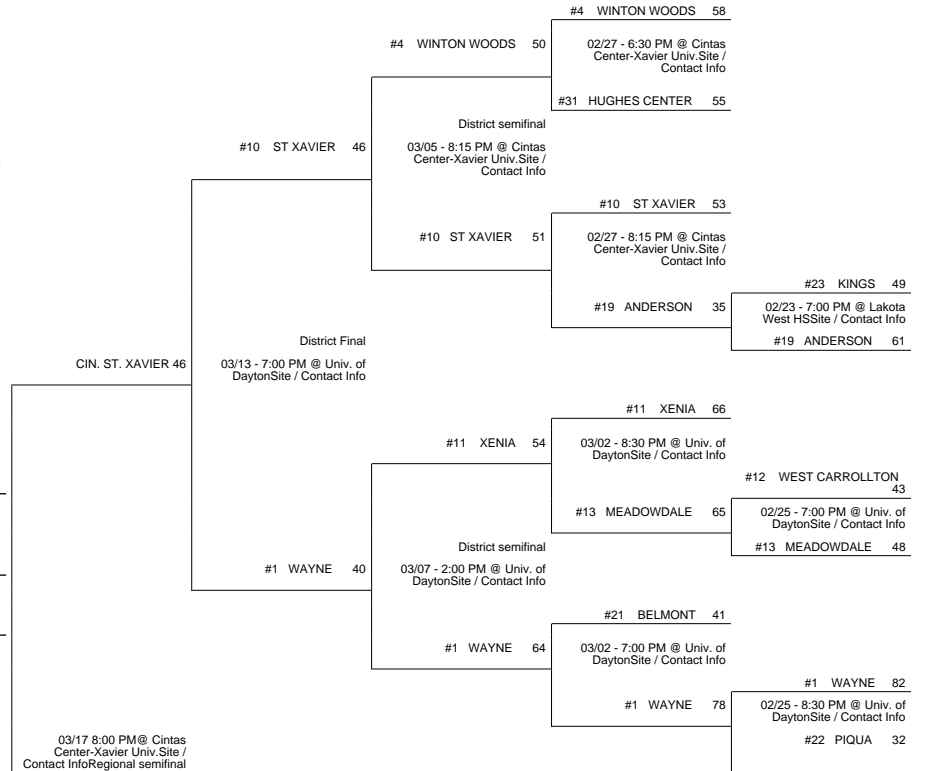 #4 WINTON WOODS 58
#4 WINTON WOODS 50
02/27 - 6:30 PM @ Cintas
Center-Xavier Univ.Site /
Contact Info
#31 HUGHES CENTER 55
District semifinal
#10 ST XAVIER 46
03/05 - 8:15 PM @ Cintas
Center-Xavier Univ.Site /
Contact Info
#10 ST XAVIER 53
#10 ST XAVIER 51
02/27 - 8:15 PM @ Cintas
Center-Xavier Univ.Site /
Contact Info
#23 KINGS 49
#19 ANDERSON 35
02/23 - 7:00 PM @ Lakota
West HSSite / Contact Info
#19 ANDERSON 61
District Final
CIN. ST. XAVIER 46
03/13 - 7:00 PM @ Univ. of
DaytonSite / Contact Info
#11 XENIA 66
#11 XENIA 54
03/02 - 8:30 PM @ Univ. of
DaytonSite / Contact Info
#12 WEST CARROLLTON
43
#13 MEADOWDALE 65
02/25 - 7:00 PM @ Univ. of
DaytonSite / Contact Info
#13 MEADOWDALE 48
District semifinal
#1 WAYNE 40
03/07 - 2:00 PM @ Univ. of
DaytonSite / Contact Info
#21 BELMONT 41
#1 WAYNE 64
03/02 - 7:00 PM @ Univ. of
DaytonSite / Contact Info
#1 WAYNE 82
#1 WAYNE 78
02/25 - 8:30 PM @ Univ. of
DaytonSite / Contact Info
#22 PIQUA 32
03/17 8:00 PM@ Cintas
Center-Xavier Univ.Site /
Contact InfoRegional semifinal